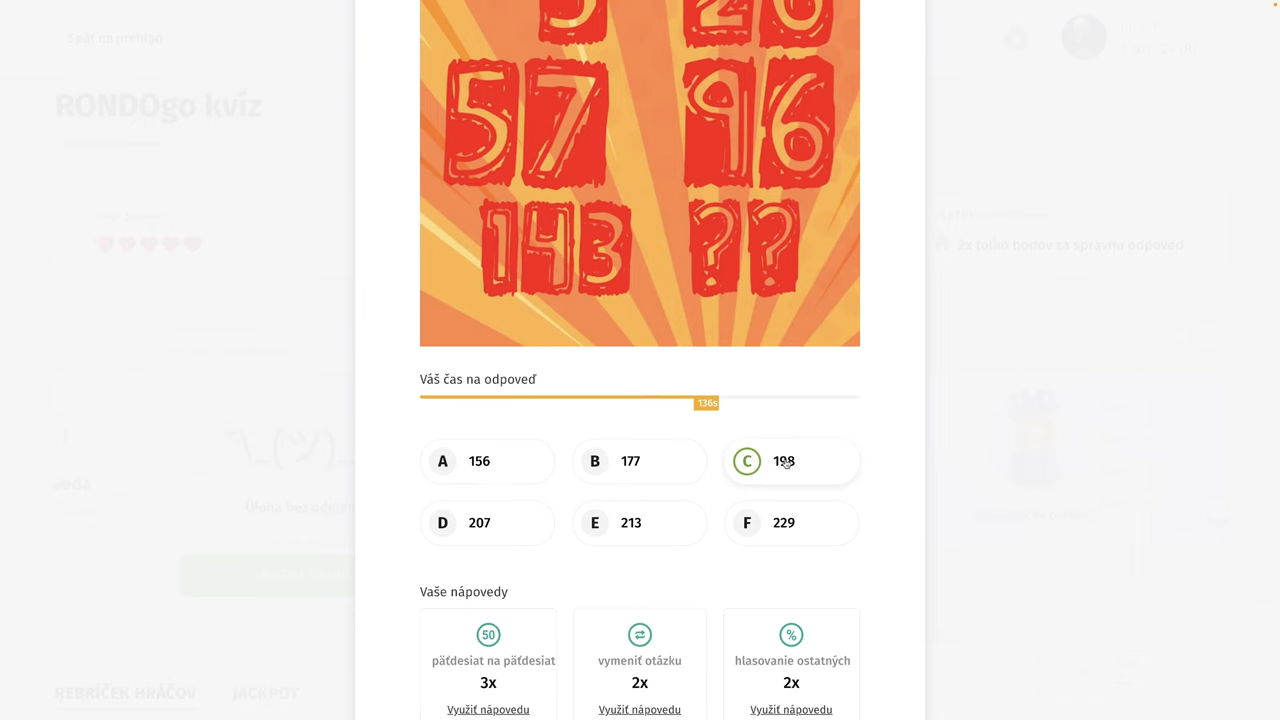 Späť na prehľad
RONDOgo kvíz
5 26
57 96
143 ??
2x toľko bodov za správnu odpoveď
Váš čas na odpoveď
136s
A 156 B 177 C 198
D 207 E 213 F 229
Vaše nápovedy
50 %
päťdesiat na päťdesiat vymeniť otázku hlasovanie ostatných
3x 2x 2x
Využiť nápovedu Využiť nápovedu Využiť nápovedu
REBRÍČEK HRÁČOV JACKPOT